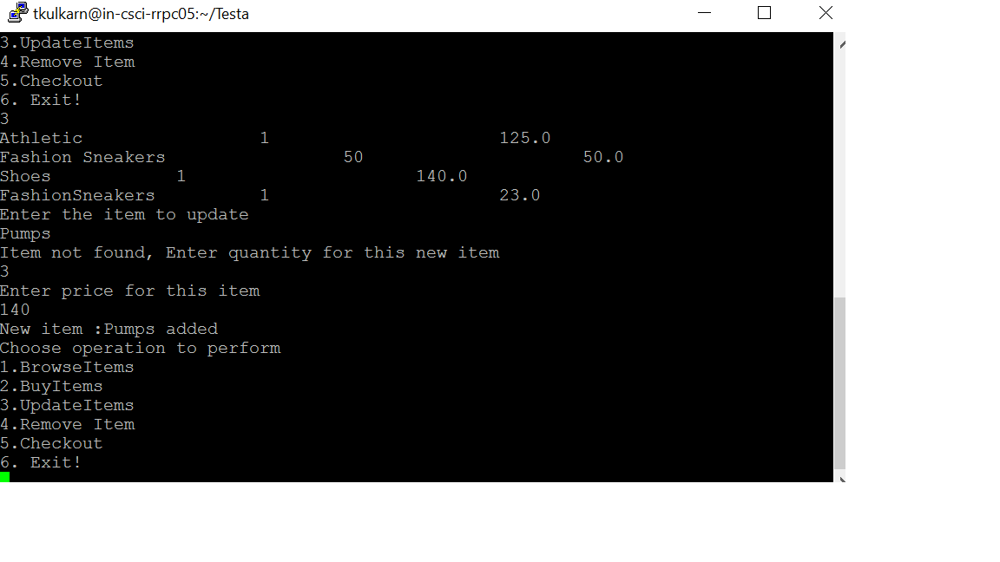 tkulkarn@in-csci-rrpc05:~/Testa
3.UpdateItems
4.Remove Item
5.Checkout
6. Exit!
3
Athletic 1 125.0
Fashion Sneakers 50 50.0
Shoes 1 140.0
FashionSneakers 1 23.0
Enter the item to update
Pumps
Item not found, Enter quantity for this new item
3
Enter price for this item
140
New item :Pumps added
Choose operation to perform
1.BrowseItems
2.BuyItems
3.UpdateItems
4.Remove Item
5.Checkout
6. Exit!